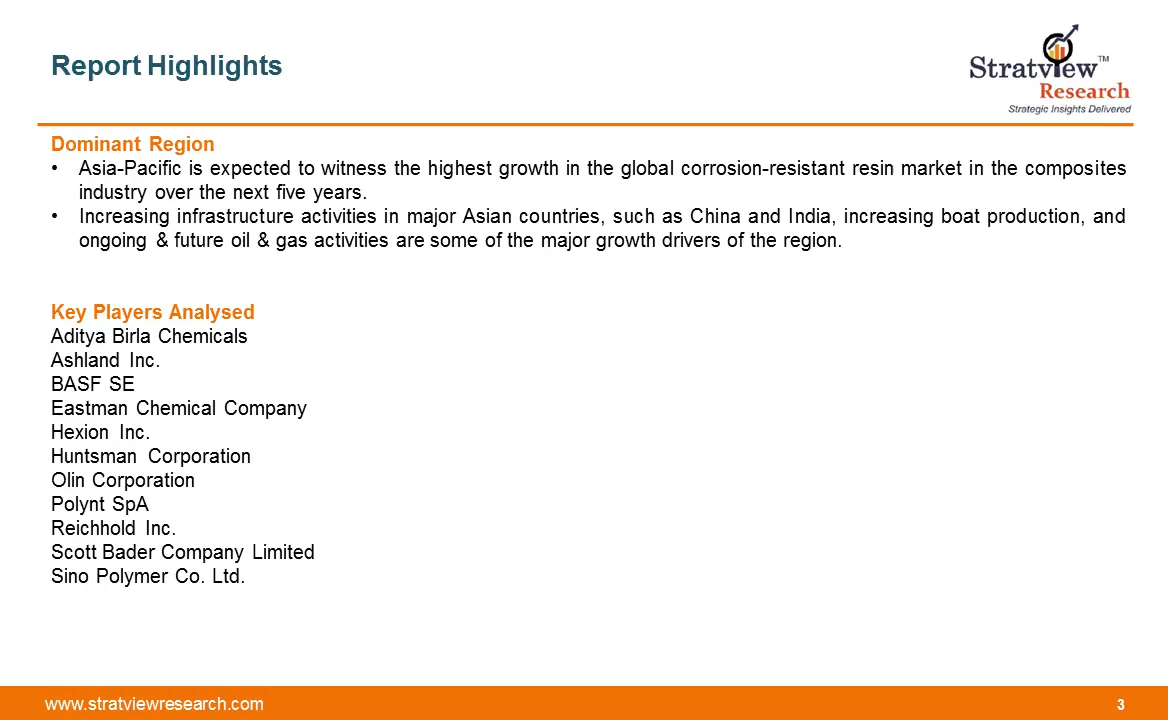 Report Highlights
Stratview™
Research
Strategic Insights Delivered
Dominant Region
• Asia-Pacific is expected to witness the highest growth in the global corrosion-resistant resin market in the composites
industry over the next five years.
• Increasing infrastructure activities in major Asian countries, such as China and India, increasing boat production, and
ongoing & future oil & gas activities are some of the major growth drivers of the region.
Key Players Analysed
Aditya Birla Chemicals
Ashland Inc.
BASF SE
Eastman Chemical Company
Hexion Inc.
Huntsman Corporation
Olin Corporation
Polynt SpA
Reichhold Inc.
Scott Bader Company Limited
Sino Polymer Co. Ltd.
www.stratviewresearch.com
3